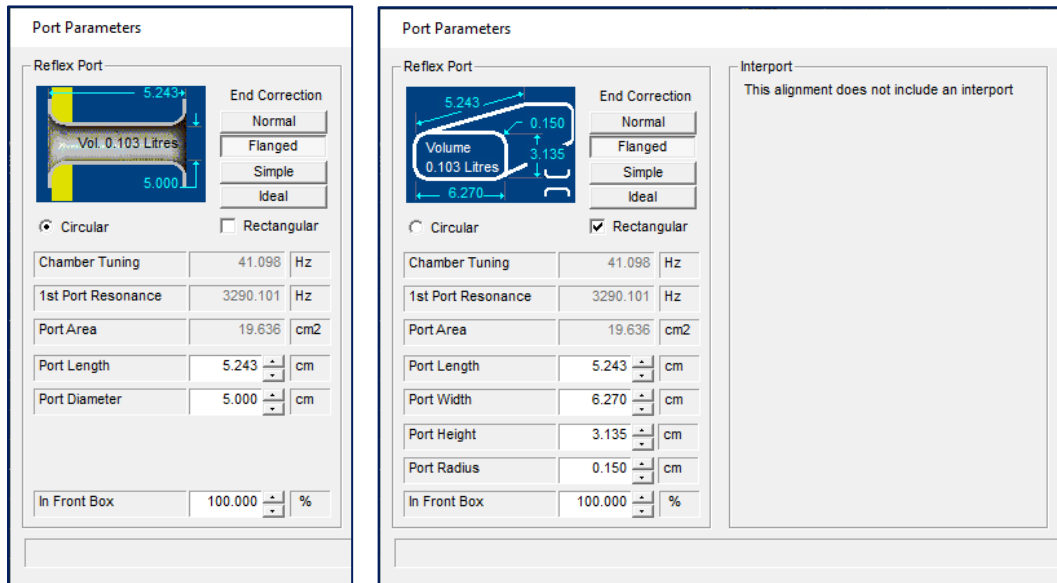 Port Parameters
Reflex Port
5.243
Vol. 0.103 Litres
5.000
End Correction
Normal
Flanged
Simple
Ideal
Circular
Rectangular
Chamber Tuning 41.098 Hz
1st Port Resonance 3290.101 Hz
Port Area 19.636 cm2
Port Length 5.243 cm
Port Diameter 5.000 cm
In Front Box 100.000 %
Port Parameters
Reflex Port
5.243
0.150
Volume
0.103 Litres
3.135
6.270
End Correction
Normal
Flanged
Simple
Ideal
Circular
Rectangular
Chamber Tuning 41.098 Hz
1st Port Resonance 3290.101 Hz
Port Area 19.636 cm2
Port Length 5.243 cm
Port Width 6.270 cm
Port Height 3.135 cm
Port Radius 0.150 cm
In Front Box 100.000 %
Interport
This alignment does not include an interport